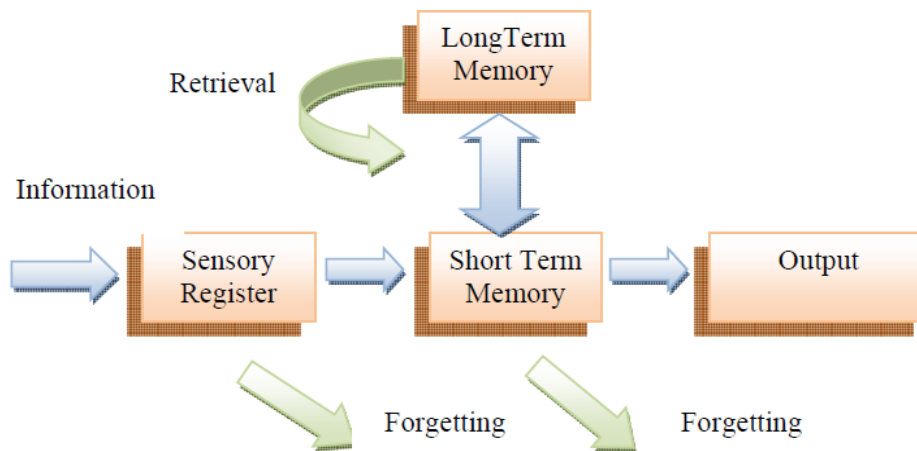 LongTerm
Memory
Retrieval
Information
Sensory
Register
Short Term
Memory
Output
Forgetting
Forgetting